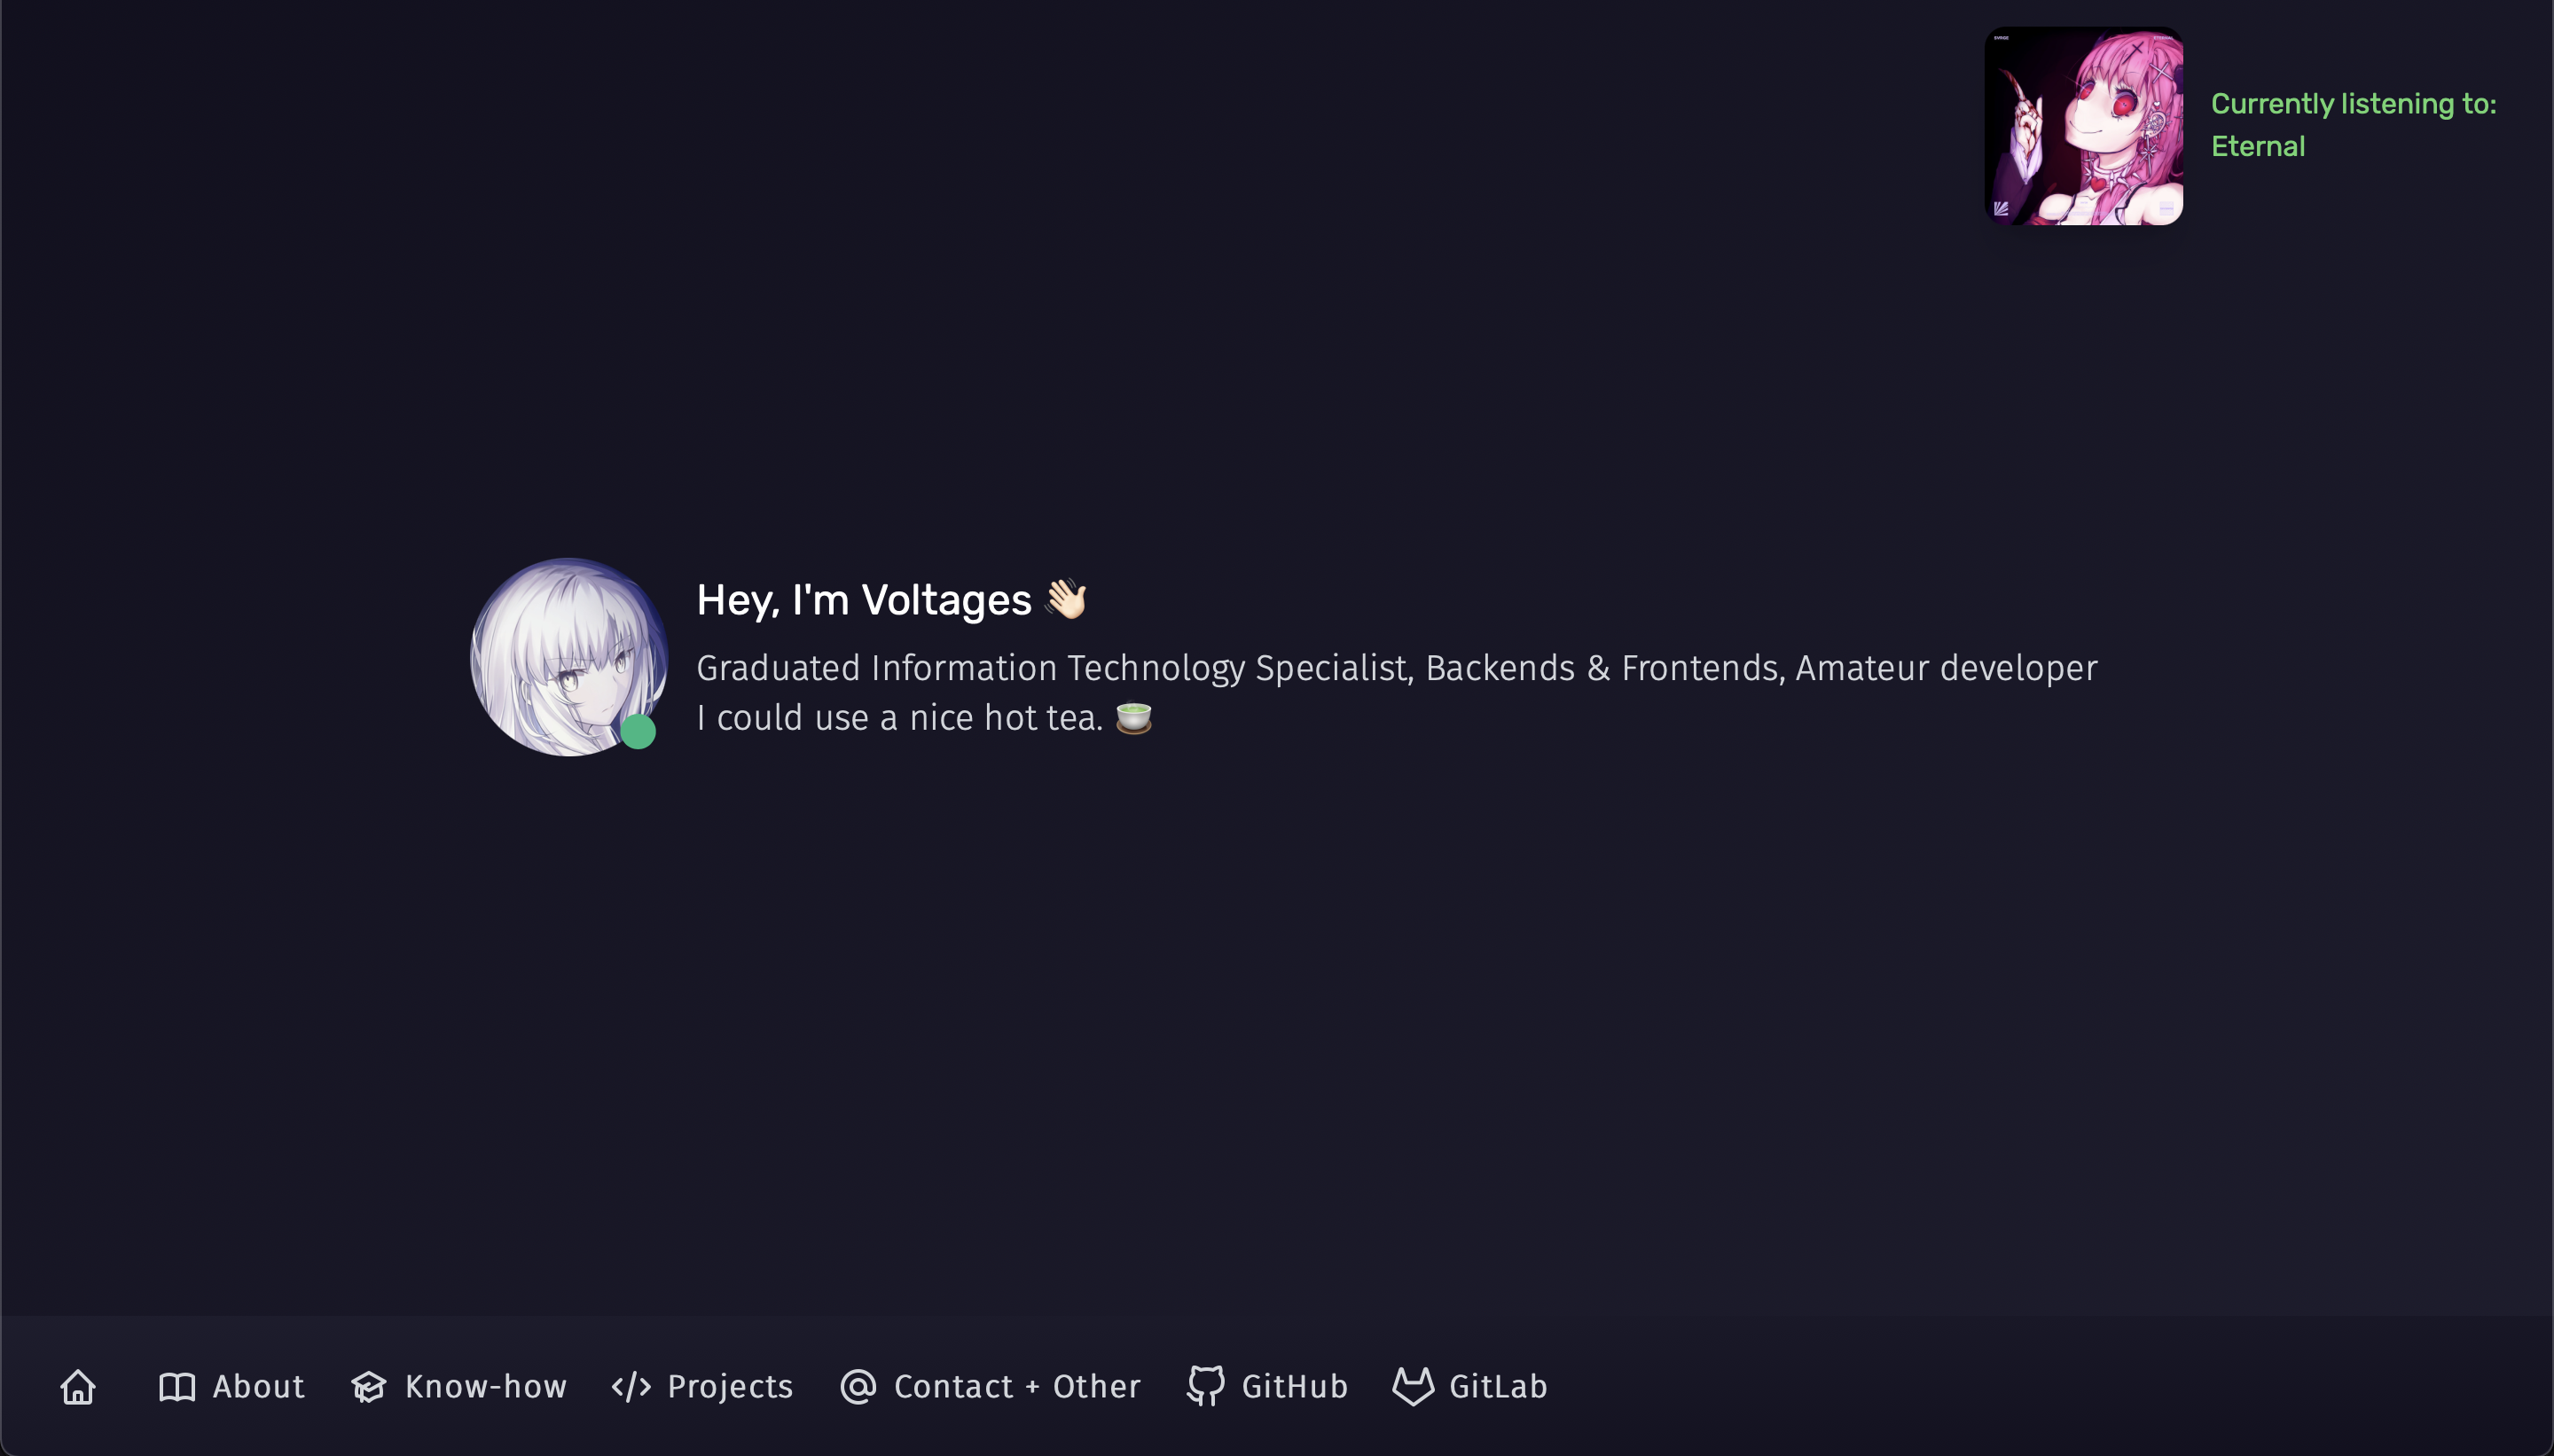 Currently listening to:
Eternal
Hey, I'm Voltages 👋🏻
Graduated Information Technology Specialist, Backends & Frontends, Amateur developer
I could use a nice hot tea. 🍵
About
Know-how
Projects
Contact + Other
GitHub
GitLab